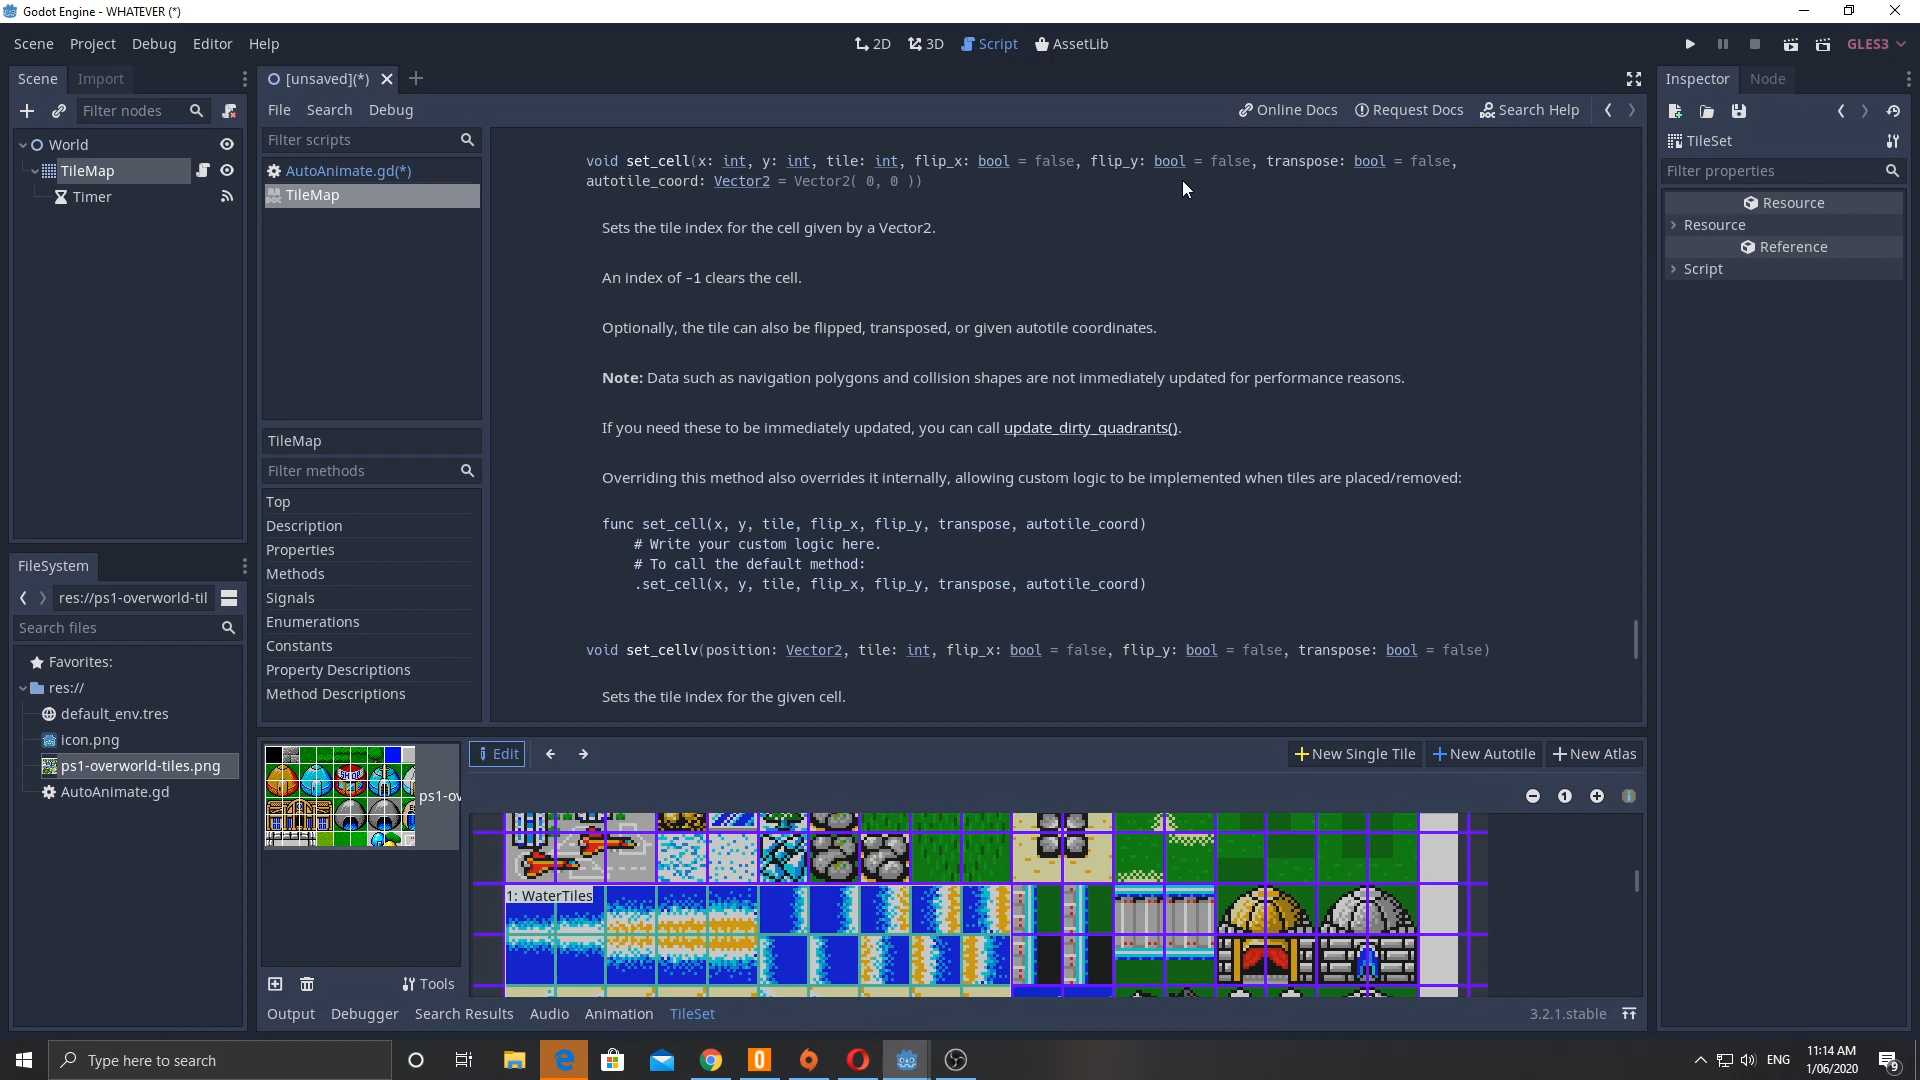 Godot Engine - WHATEVER (*)
Scene Project Debug Editor Help
2D 3D Script AssetLib
GLES3
Scene Import
[unsaved](*)
Inspector Node
Filter nodes
File Search Debug
Online Docs Request Docs Search Help
World
TileMap
Timer
Filter scripts
AutoAnimate.gd(*)
TileMap
TileSet
Filter properties
Resource
Resource
Reference
Script
void set_cell(x: int, y: int, tile: int, flip_x: bool = false, flip_y: bool = false, transpose: bool = false,
autotile_coord: Vector2 = Vector2( 0, 0 ))
Sets the tile index for the cell given by a Vector2.
An index of -1 clears the cell.
Optionally, the tile can also be flipped, transposed, or given autotile coordinates.
Note: Data such as navigation polygons and collision shapes are not immediately updated for performance reasons.
If you need these to be immediately updated, you can call update_dirty_quadrants().
Overriding this method also overrides it internally, allowing custom logic to be implemented when tiles are placed/removed:
func set_cell(x, y, tile, flip_x, flip_y, transpose, autotile_coord)
# Write your custom logic here.
# To call the default method:
.set_cell(x, y, tile, flip_x, flip_y, transpose, autotile_coord)
void set_cellv(position: Vector2, tile: int, flip_x: bool = false, flip_y: bool = false, transpose: bool = false)
Sets the tile index for the given cell.
TileMap
Filter methods
Top
Description
Properties
Methods
Signals
Enumerations
Constants
Property Descriptions
Method Descriptions
FileSystem
res://ps1-overworld-til
Search files
Favorites:
res://
default_env.tres
icon.png
ps1-overworld-tiles.png
AutoAnimate.gd
Edit
New Single Tile New Autotile New Atlas
SHOP
ps1-ov
1: WaterTiles
Tools
Output Debugger Search Results Audio Animation TileSet
3.2.1.stable
Type here to search
ENG
11:14 AM
1/06/2020
9